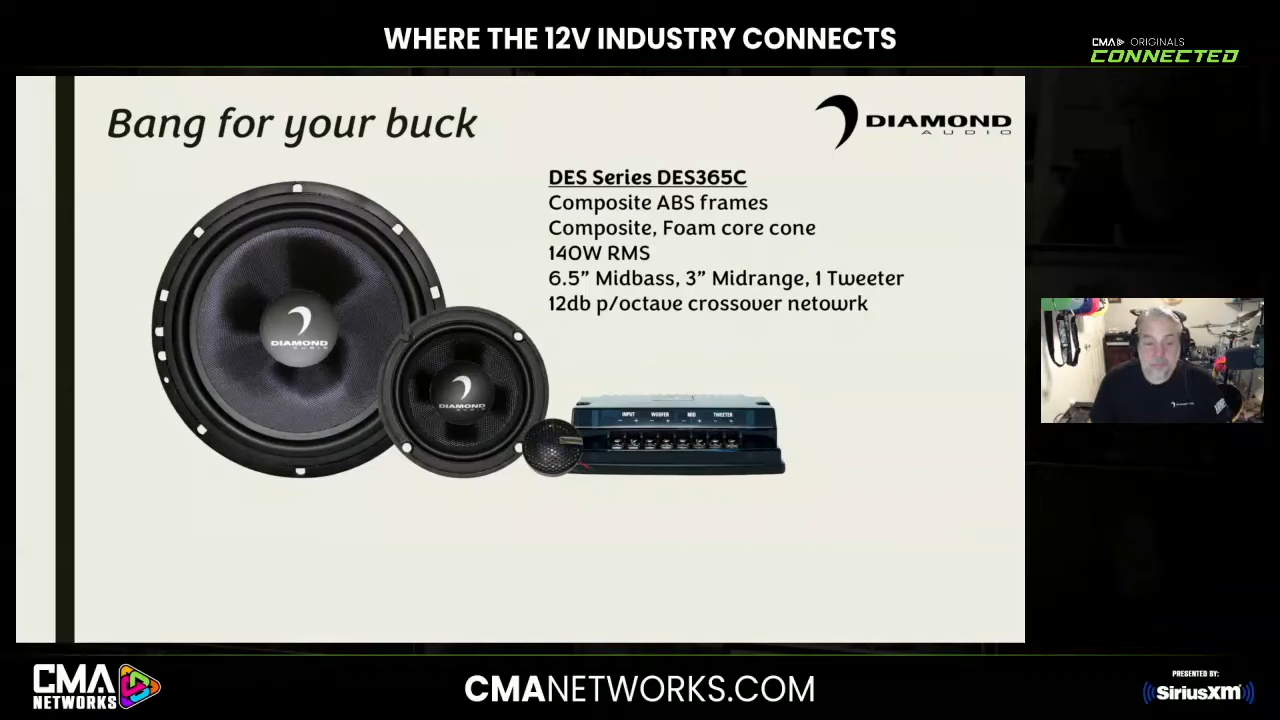 WHERE THE 12V INDUSTRY CONNECTS
CMA ORIGINALS
CONNECTED
Bang for your buck
DIAMOND
AUDIO
DES Series DES365C
Composite ABS frames
Composite, Foam core cone
140W RMS
6.5” Midbass, 3” Midrange, 1 Tweeter
12db p/octave crossover netowrk
DIAMOND
AUDIO
DIAMOND
AUDIO
INPUT WOOFER MID TWEETER
- + - + - + - +
CMA
NETWORKS
CMANETWORKS.COM
PRESENTED BY:
SiriusXM